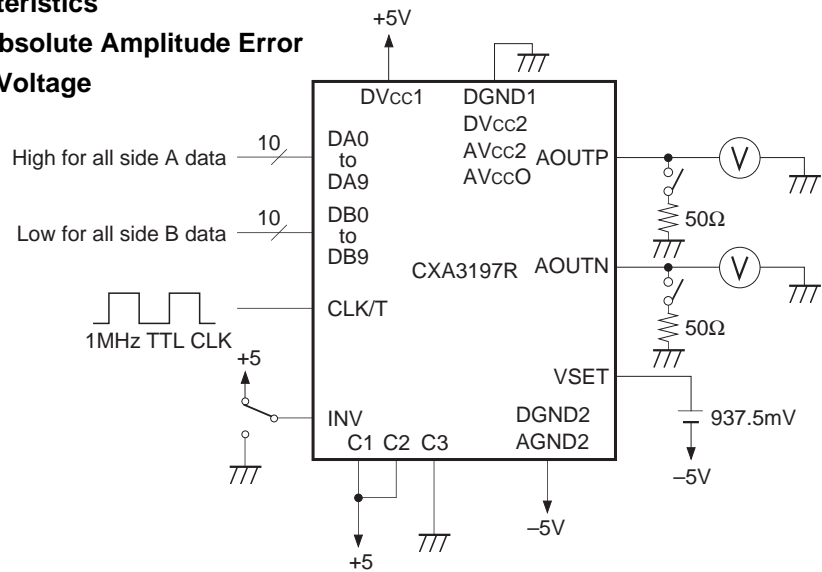 bsolute Amplitude Error
Voltage
+5V
DVCC1
DGND1
DVCC2
AVCC2
AVCCO
High for all side A data
10
DA0
to
DA9
AOUTP
V
50Ω
Low for all side B data
10
DB0
to
DB9
CXA3197R
AOUTN
V
50Ω
CLK/T
1MHz TTL CLK
+5
INV
VSET
937.5mV
–5V
C1 C2 C3
DGND2
AGND2
+5
–5V